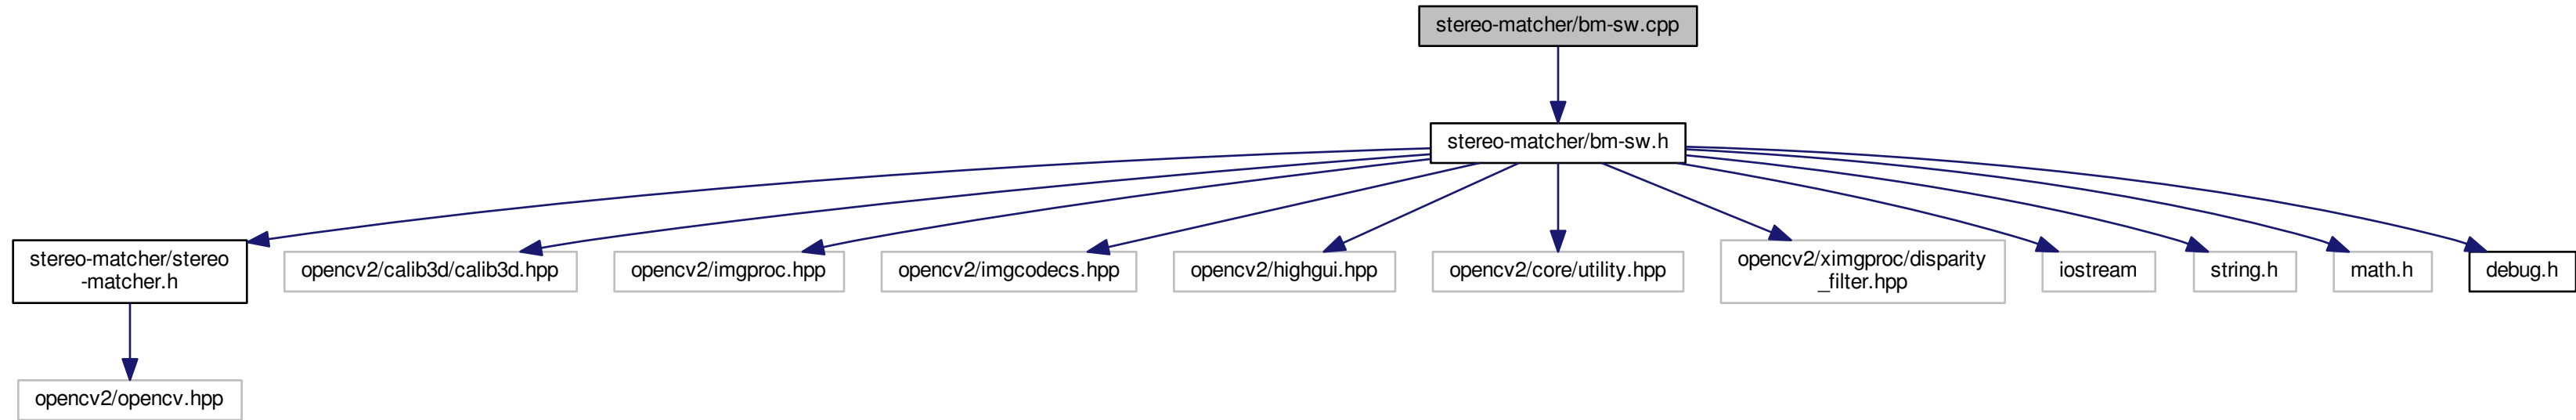 stereo-matcher/bm-sw.cpp
stereo-matcher/bm-sw.h
stereo-matcher/stereo
-matcher.h
opencv2/calib3d/calib3d.hpp
opencv2/imgproc.hpp
opencv2/imgcodecs.hpp
opencv2/highgui.hpp
opencv2/core/utility.hpp
opencv2/ximgproc/disparity
_filter.hpp
iostream
string.h
math.h
debug.h
opencv2/opencv.hpp